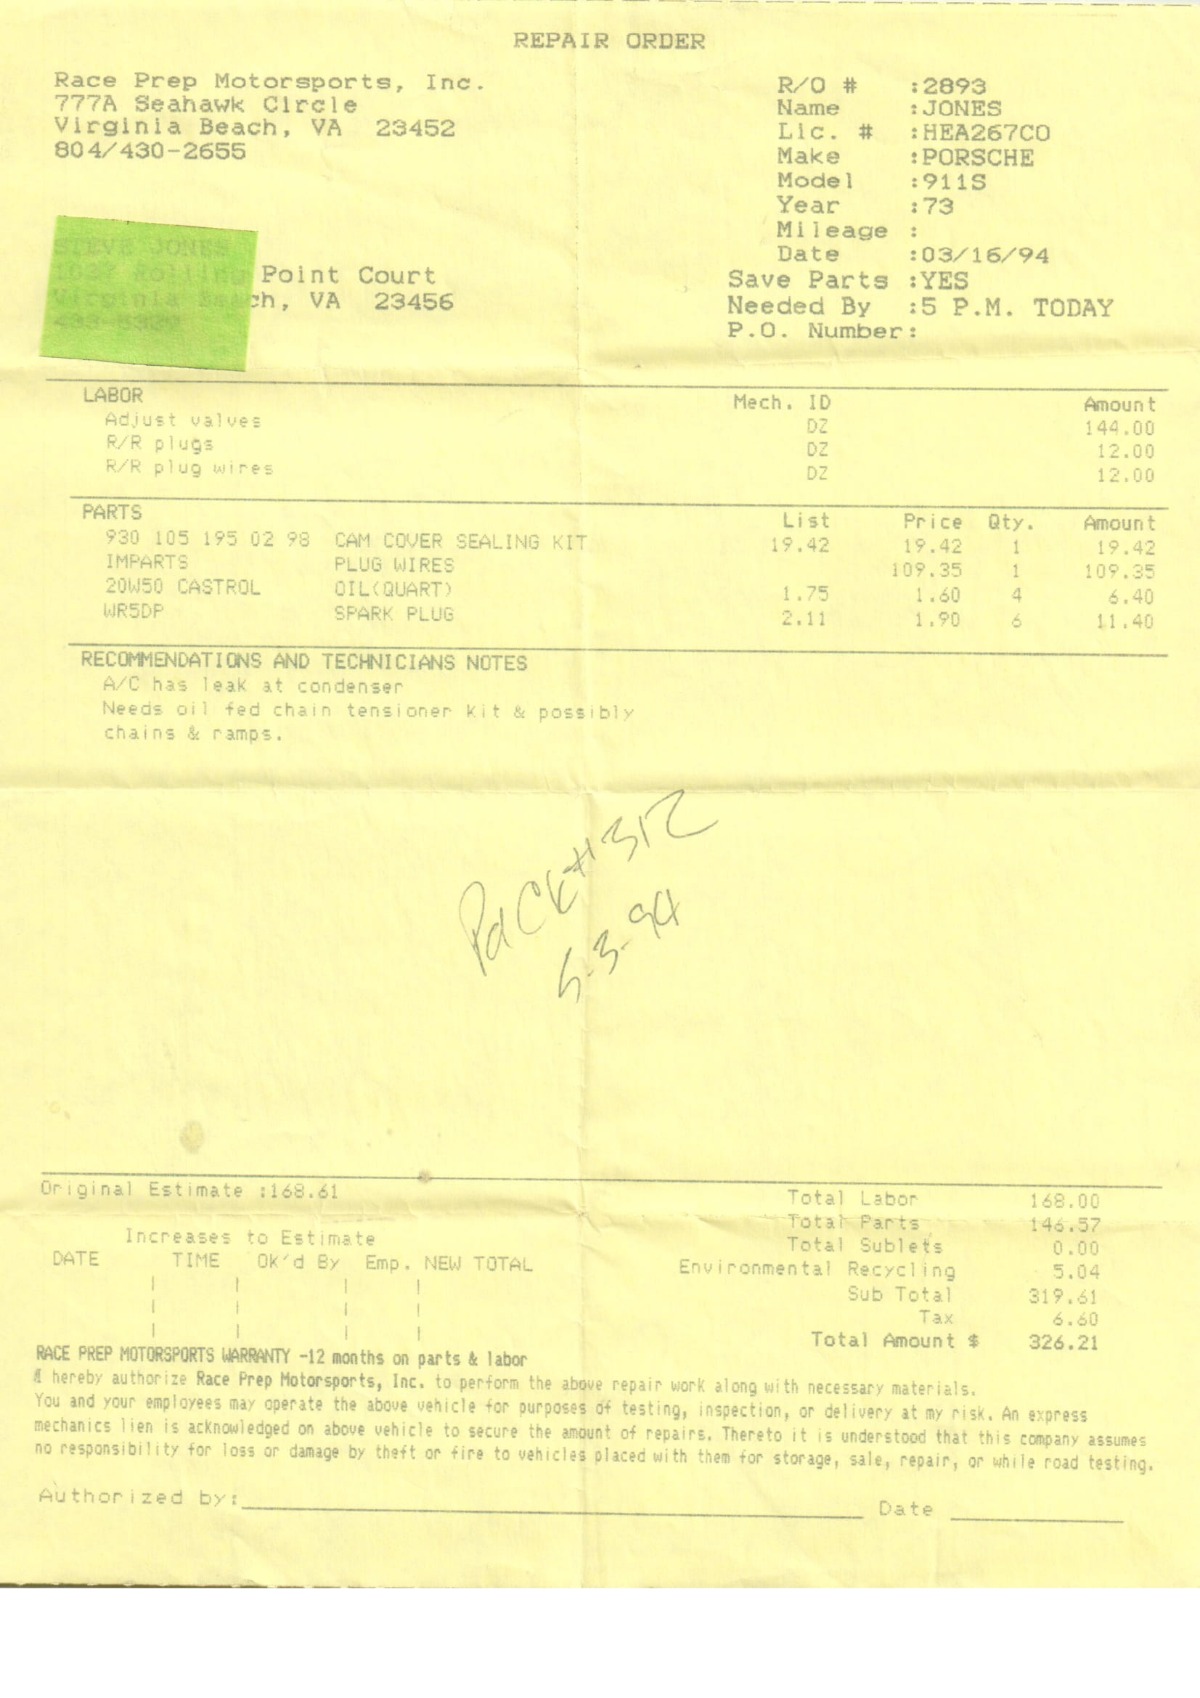 REPAIR ORDER
Race Prep Motorsports, Inc.
777A Seahawk Circle
Virginia Beach, VA 23452
804/430-2655
R/O # :2893
Name :JONES
Lic. # :HEA267CO
Make :PORSCHE
Model :911S
Year :73
Mileage :
Date :03/16/94
Save Parts :YES
Needed By :5 P.M. TODAY
P.O. Number:
STEVE JONES
Rolling Point Court
Virginia Beach, VA 23456
LABOR Mech. ID Amount
Adjust valves DZ 144.00
R/R plugs DZ 12.00
R/R plug wires DZ 12.00
PARTS List Price Qty. Amount
930 105 195 02 98 CAM COVER SEALING KIT 19.42 19.42 1 19.42
IMPARTS PLUG WIRES 109.35 1 109.35
20W50 CASTROL OIL(QUART) 1.75 1.60 4 6.40
WR5DP SPARK PLUG 2.11 1.90 6 11.40
RECOMMENDATIONS AND TECHNICIANS NOTES
A/C has leak at condenser
Needs oil fed chain tensioner kit & possibly
chains & ramps.
Pd CK# 312
5-3-94
Original Estimate :168.61
Increases to Estimate
DATE TIME Ok'd By Emp. NEW TOTAL
Total Labor 168.00
Total Parts 146.57
Total Sublets 0.00
Environmental Recycling 5.04
Sub Total 319.61
Tax 6.60
Total Amount $ 326.21
RACE PREP MOTORSPORTS WARRANTY -12 months on parts & labor
I hereby authorize Race Prep Motorsports, Inc. to perform the above repair work along with necessary materials.
You and your employees may operate the above vehicle for purposes of testing, inspection, or delivery at my risk. An express
mechanics lien is acknowledged on above vehicle to secure the amount of repairs. Thereto it is understood that this company assumes
no responsibility for loss or damage by theft or fire to vehicles placed with them for storage, sale, repair, or while road testing.
Authorized by: Date